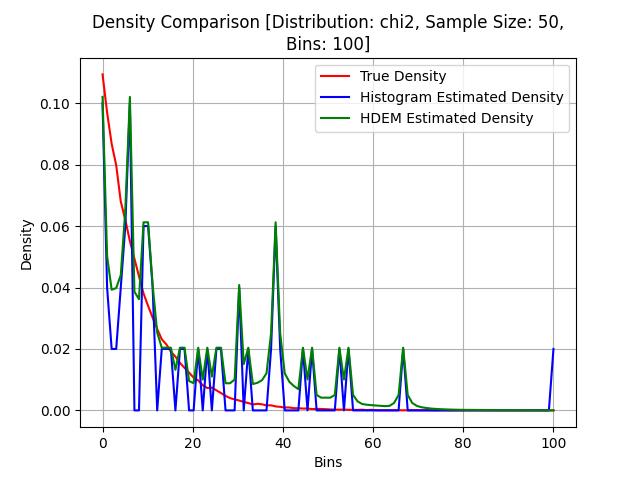 Density Comparison [Distribution: chi2, Sample Size: 50,
Bins: 100]
True Density
Histogram Estimated Density
HDEM Estimated Density
Density
0.10
0.08
0.06
0.04
0.02
0.00
0 20 40 60 80 100
Bins